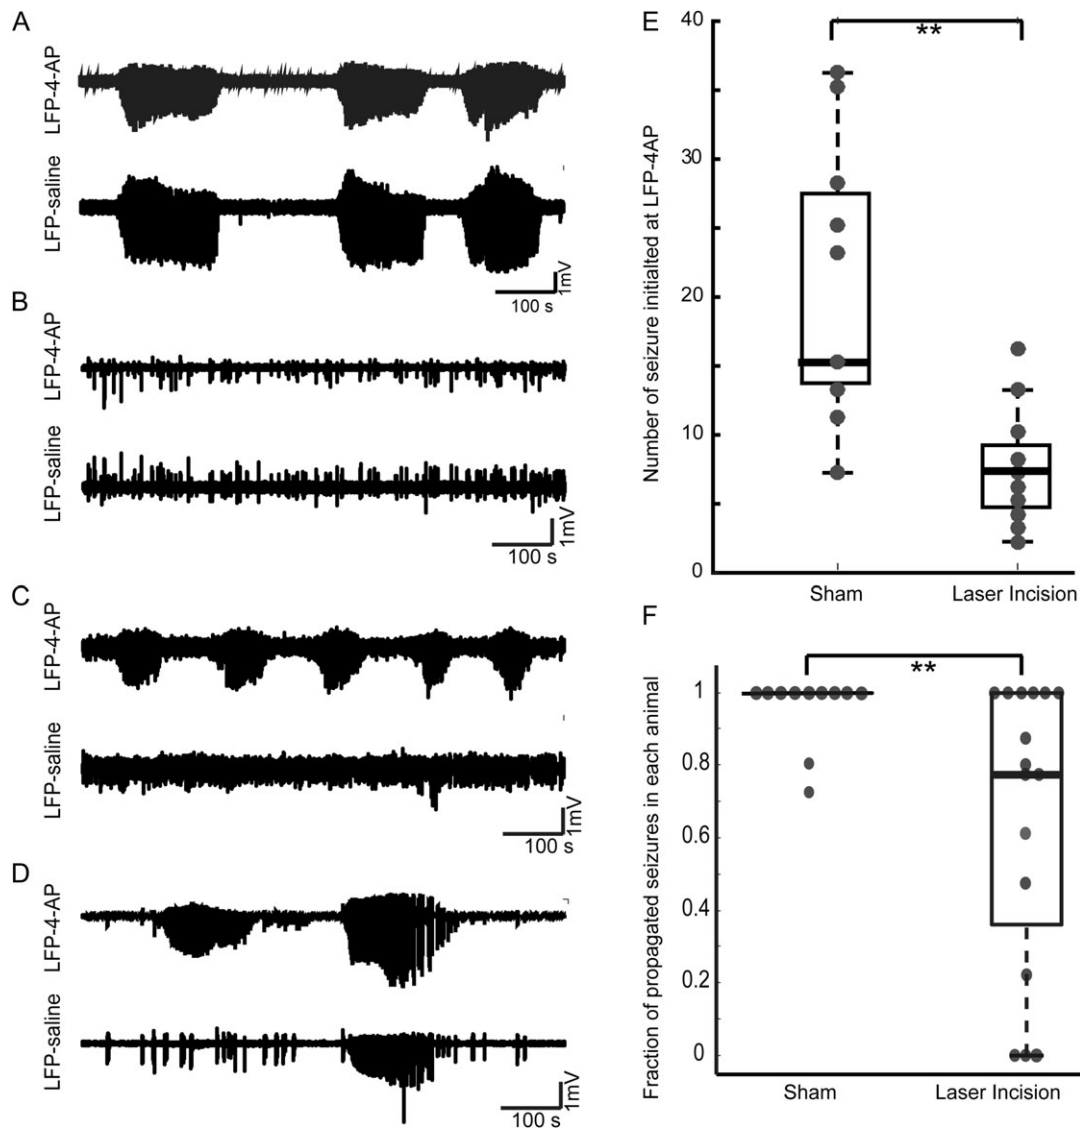 A
LFP-4-AP
LFP-saline
1mV
100 s
B
LFP-4-AP
LFP-saline
1mV
100 s
C
LFP-4-AP
LFP-saline
1mV
100 s
D
LFP-4-AP
LFP-saline
1mV
100 s
E
Number of seizure initialted at LFP-4AP
40
30
20
10
0
**
Sham
Laser Incision
F
Fraction of propagated seizures in each animal
1
0.8
0.6
0.4
0.2
0
**
Sham
Laser Incision